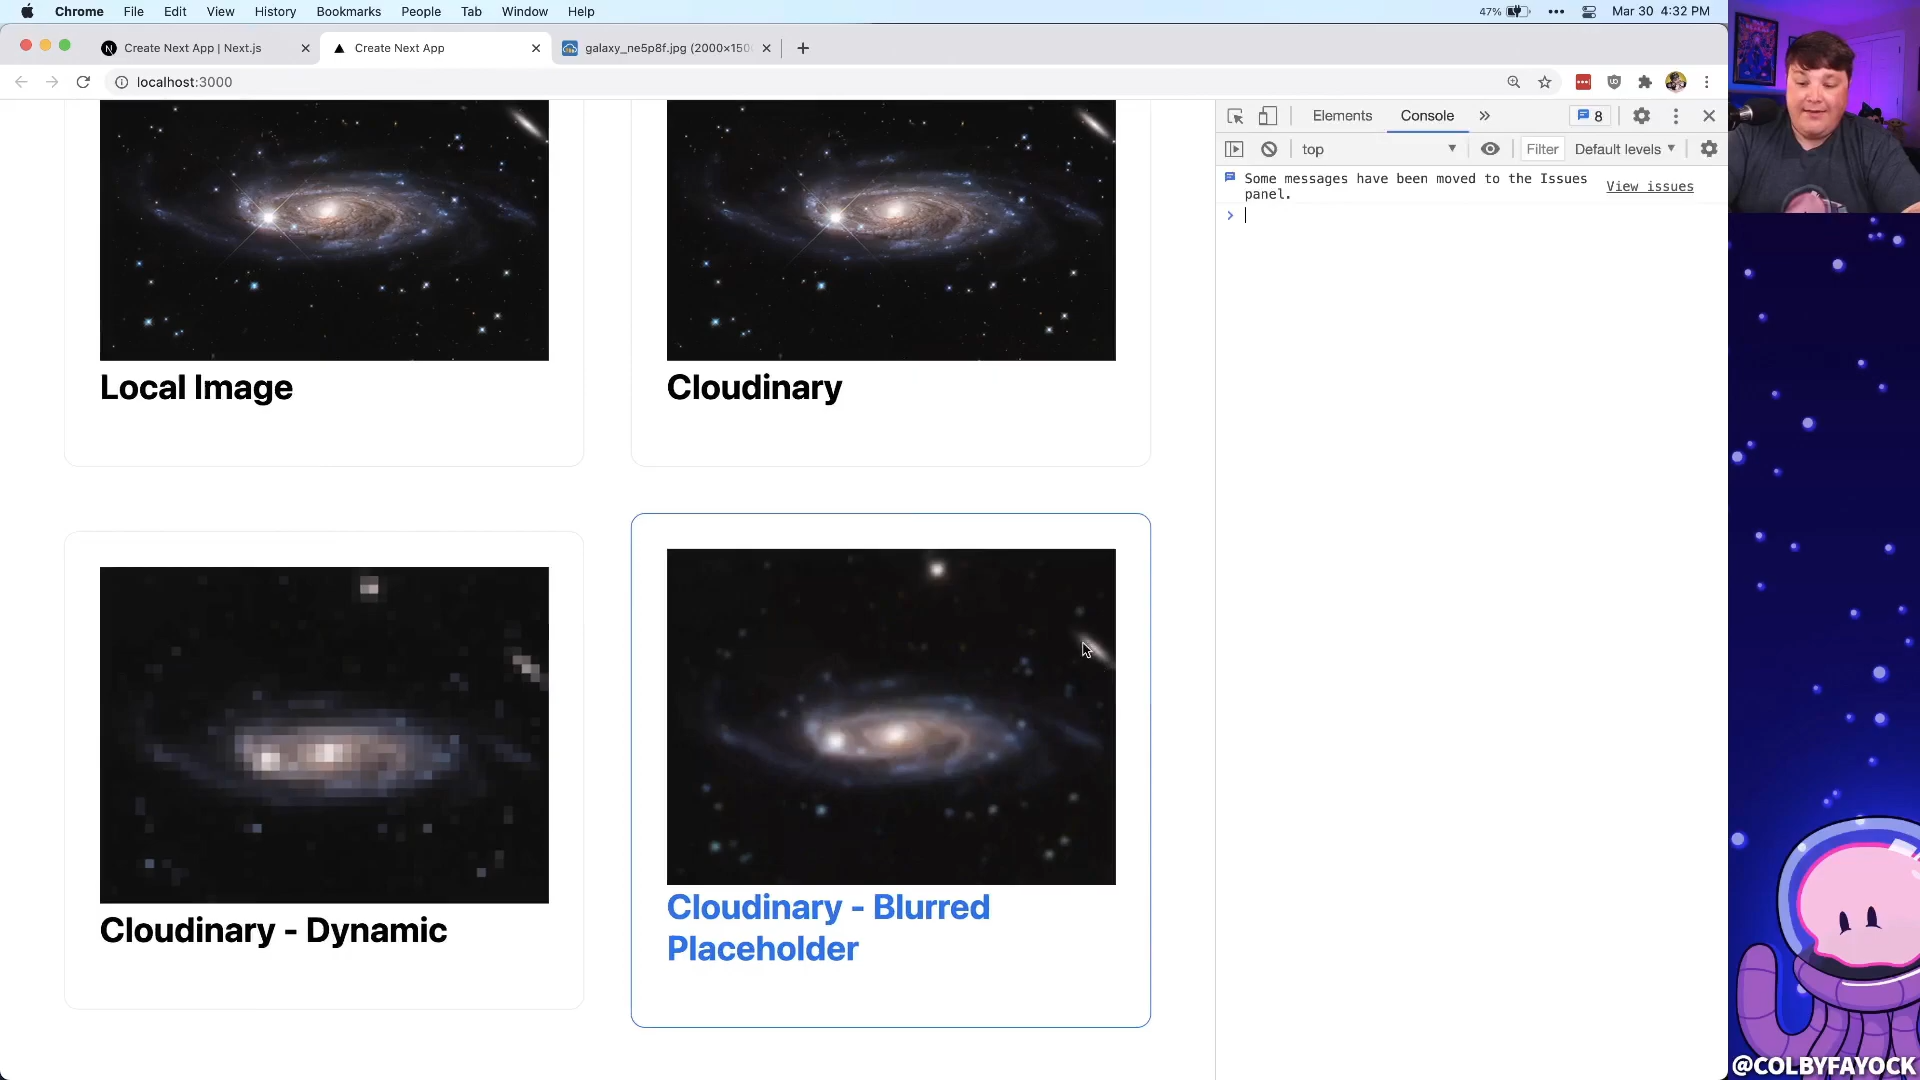 Chrome File Edit View History Bookmarks People Tab Window Help 47% Mar 30 4:32 PM
Create Next App | Next.js Create Next App galaxy_ne5p8f.jpg (2000×150
localhost:3000
Elements Console 8
top Filter Default levels
Some messages have been moved to the Issues
panel.
View issues
Local Image
Cloudinary
Cloudinary - Dynamic
Cloudinary - Blurred
Placeholder
@COLBYFAYOCK